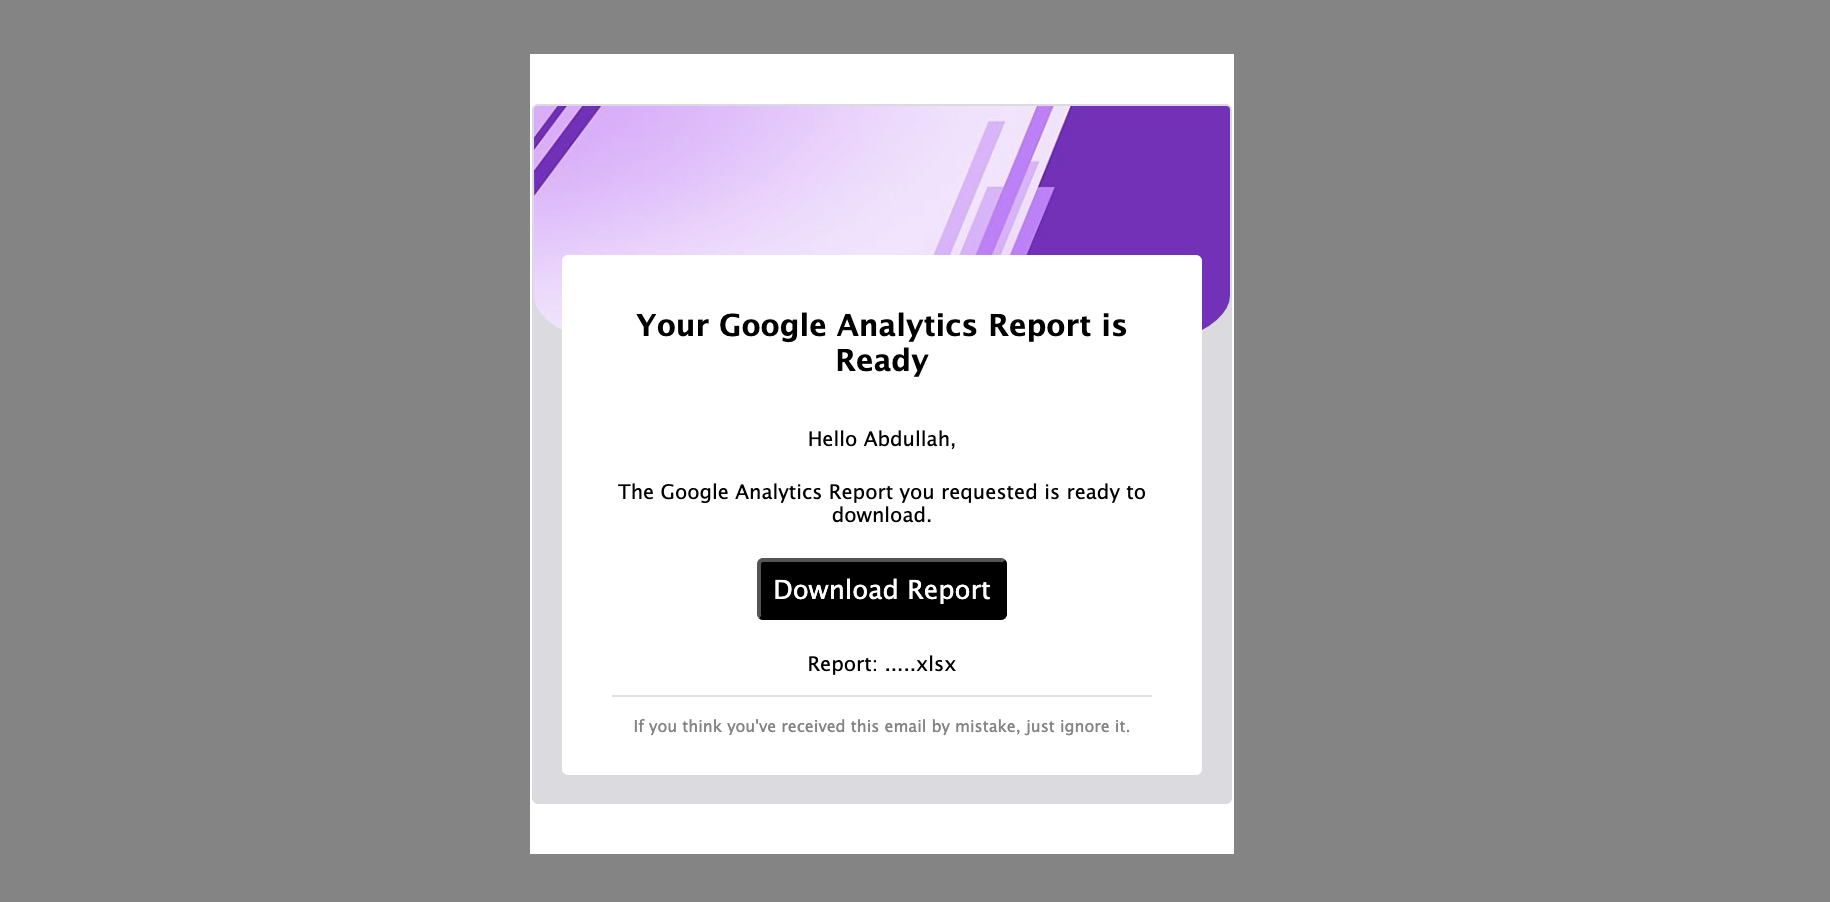 Your Google Analytics Report is
Ready
Hello Abdullah,
The Google Analytics Report you requested is ready to
download.
Download Report
Report: .....xlsx
If you think you've received this email by mistake, just ignore it.